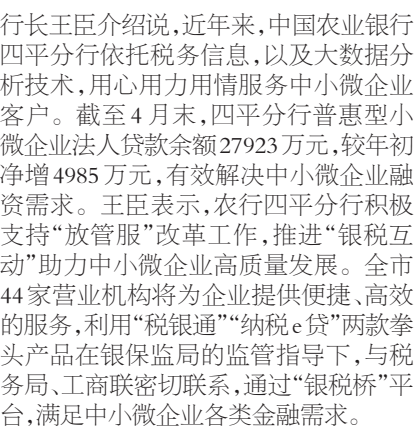 行长王臣介绍说,近年来,中国农业银行
四平分行依托税务信息,以及大数据分
析技术,用心用力用情服务中小微企业
客户。截至4月末,四平分行普惠型小
微企业法人贷款余额27923万元,较年初
净增4985万元,有效解决中小微企业融
资需求。王臣表示,农行四平分行积极
支持“放管服”改革工作,推进“银税互
动”助力中小微企业高质量发展。全市
44家营业机构将为企业提供便捷、高效
的服务,利用“税银通”“纳税e贷”两款拳
头产品在银保监局的监管指导下,与税
务局、工商联密切联系,通过“银税桥”平
台,满足中小微企业各类金融需求。